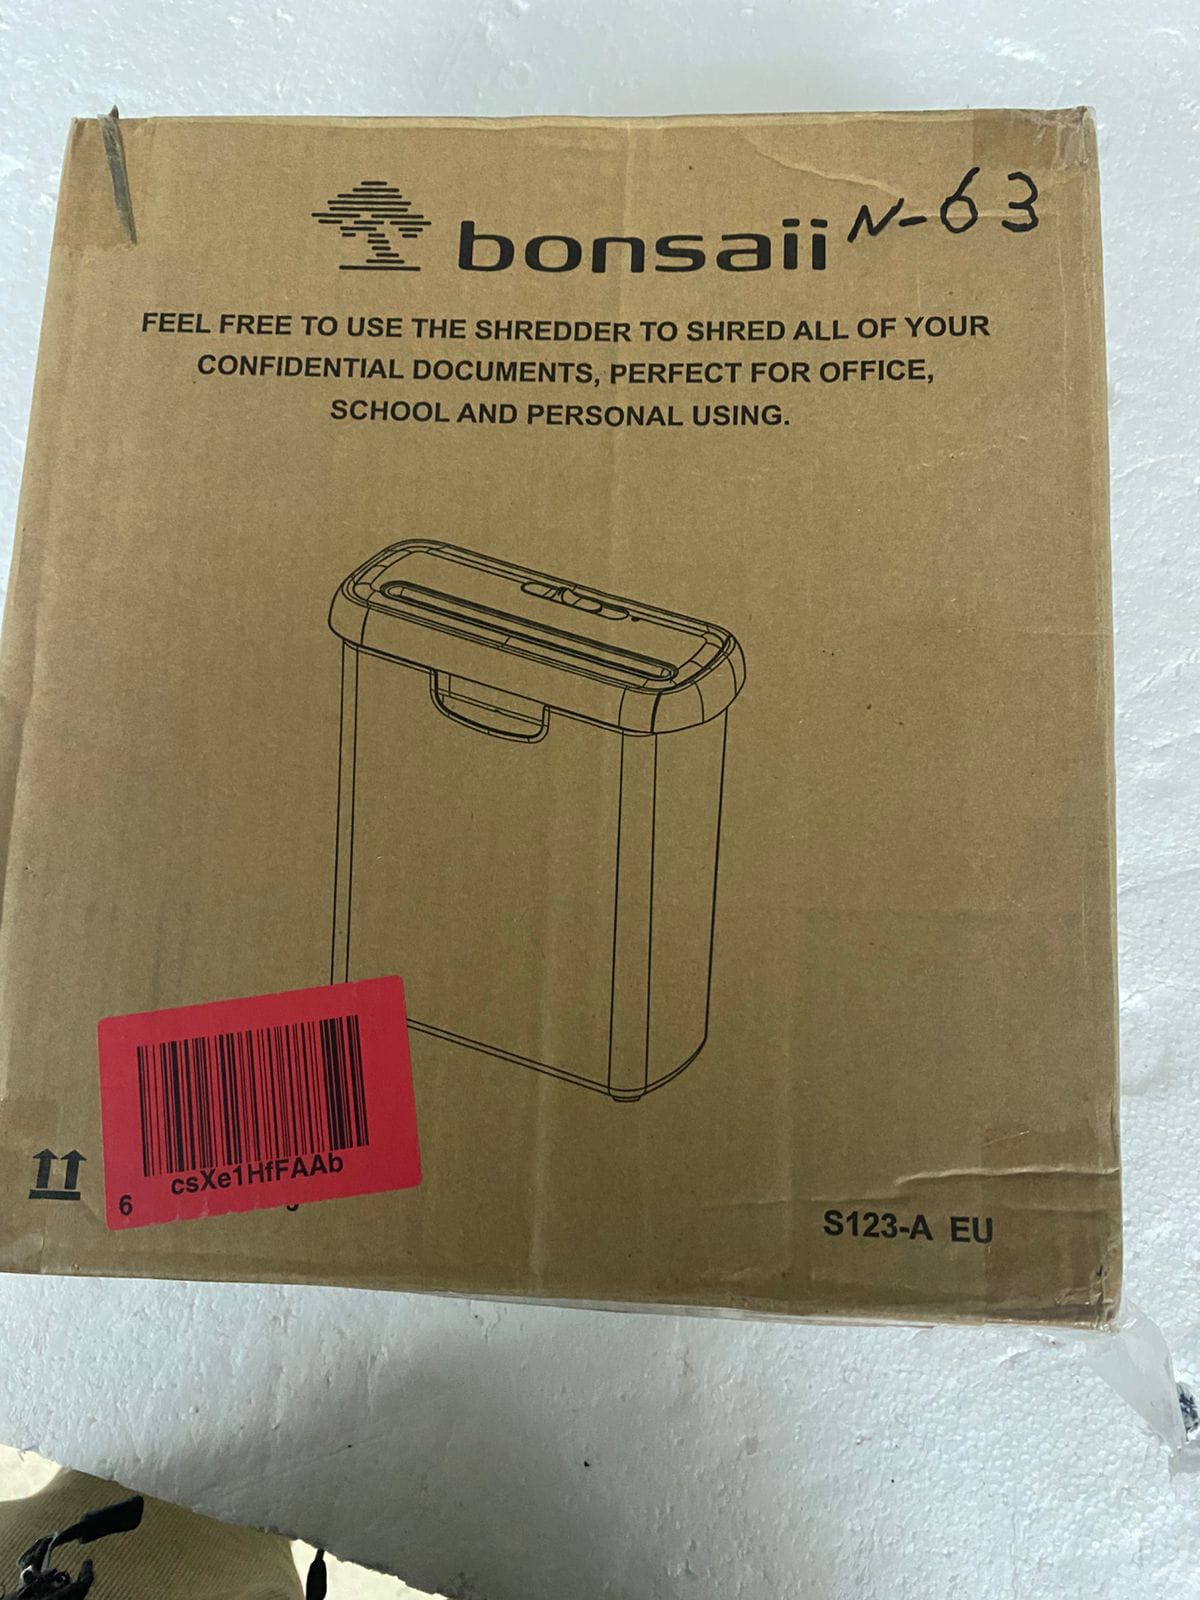 bonsaii
N-63
FEEL FREE TO USE THE SHREDDER TO SHRED ALL OF YOUR
CONFIDENTIAL DOCUMENTS, PERFECT FOR OFFICE,
SCHOOL AND PERSONAL USING.
csXe1HfFAAb
6
S123-A EU